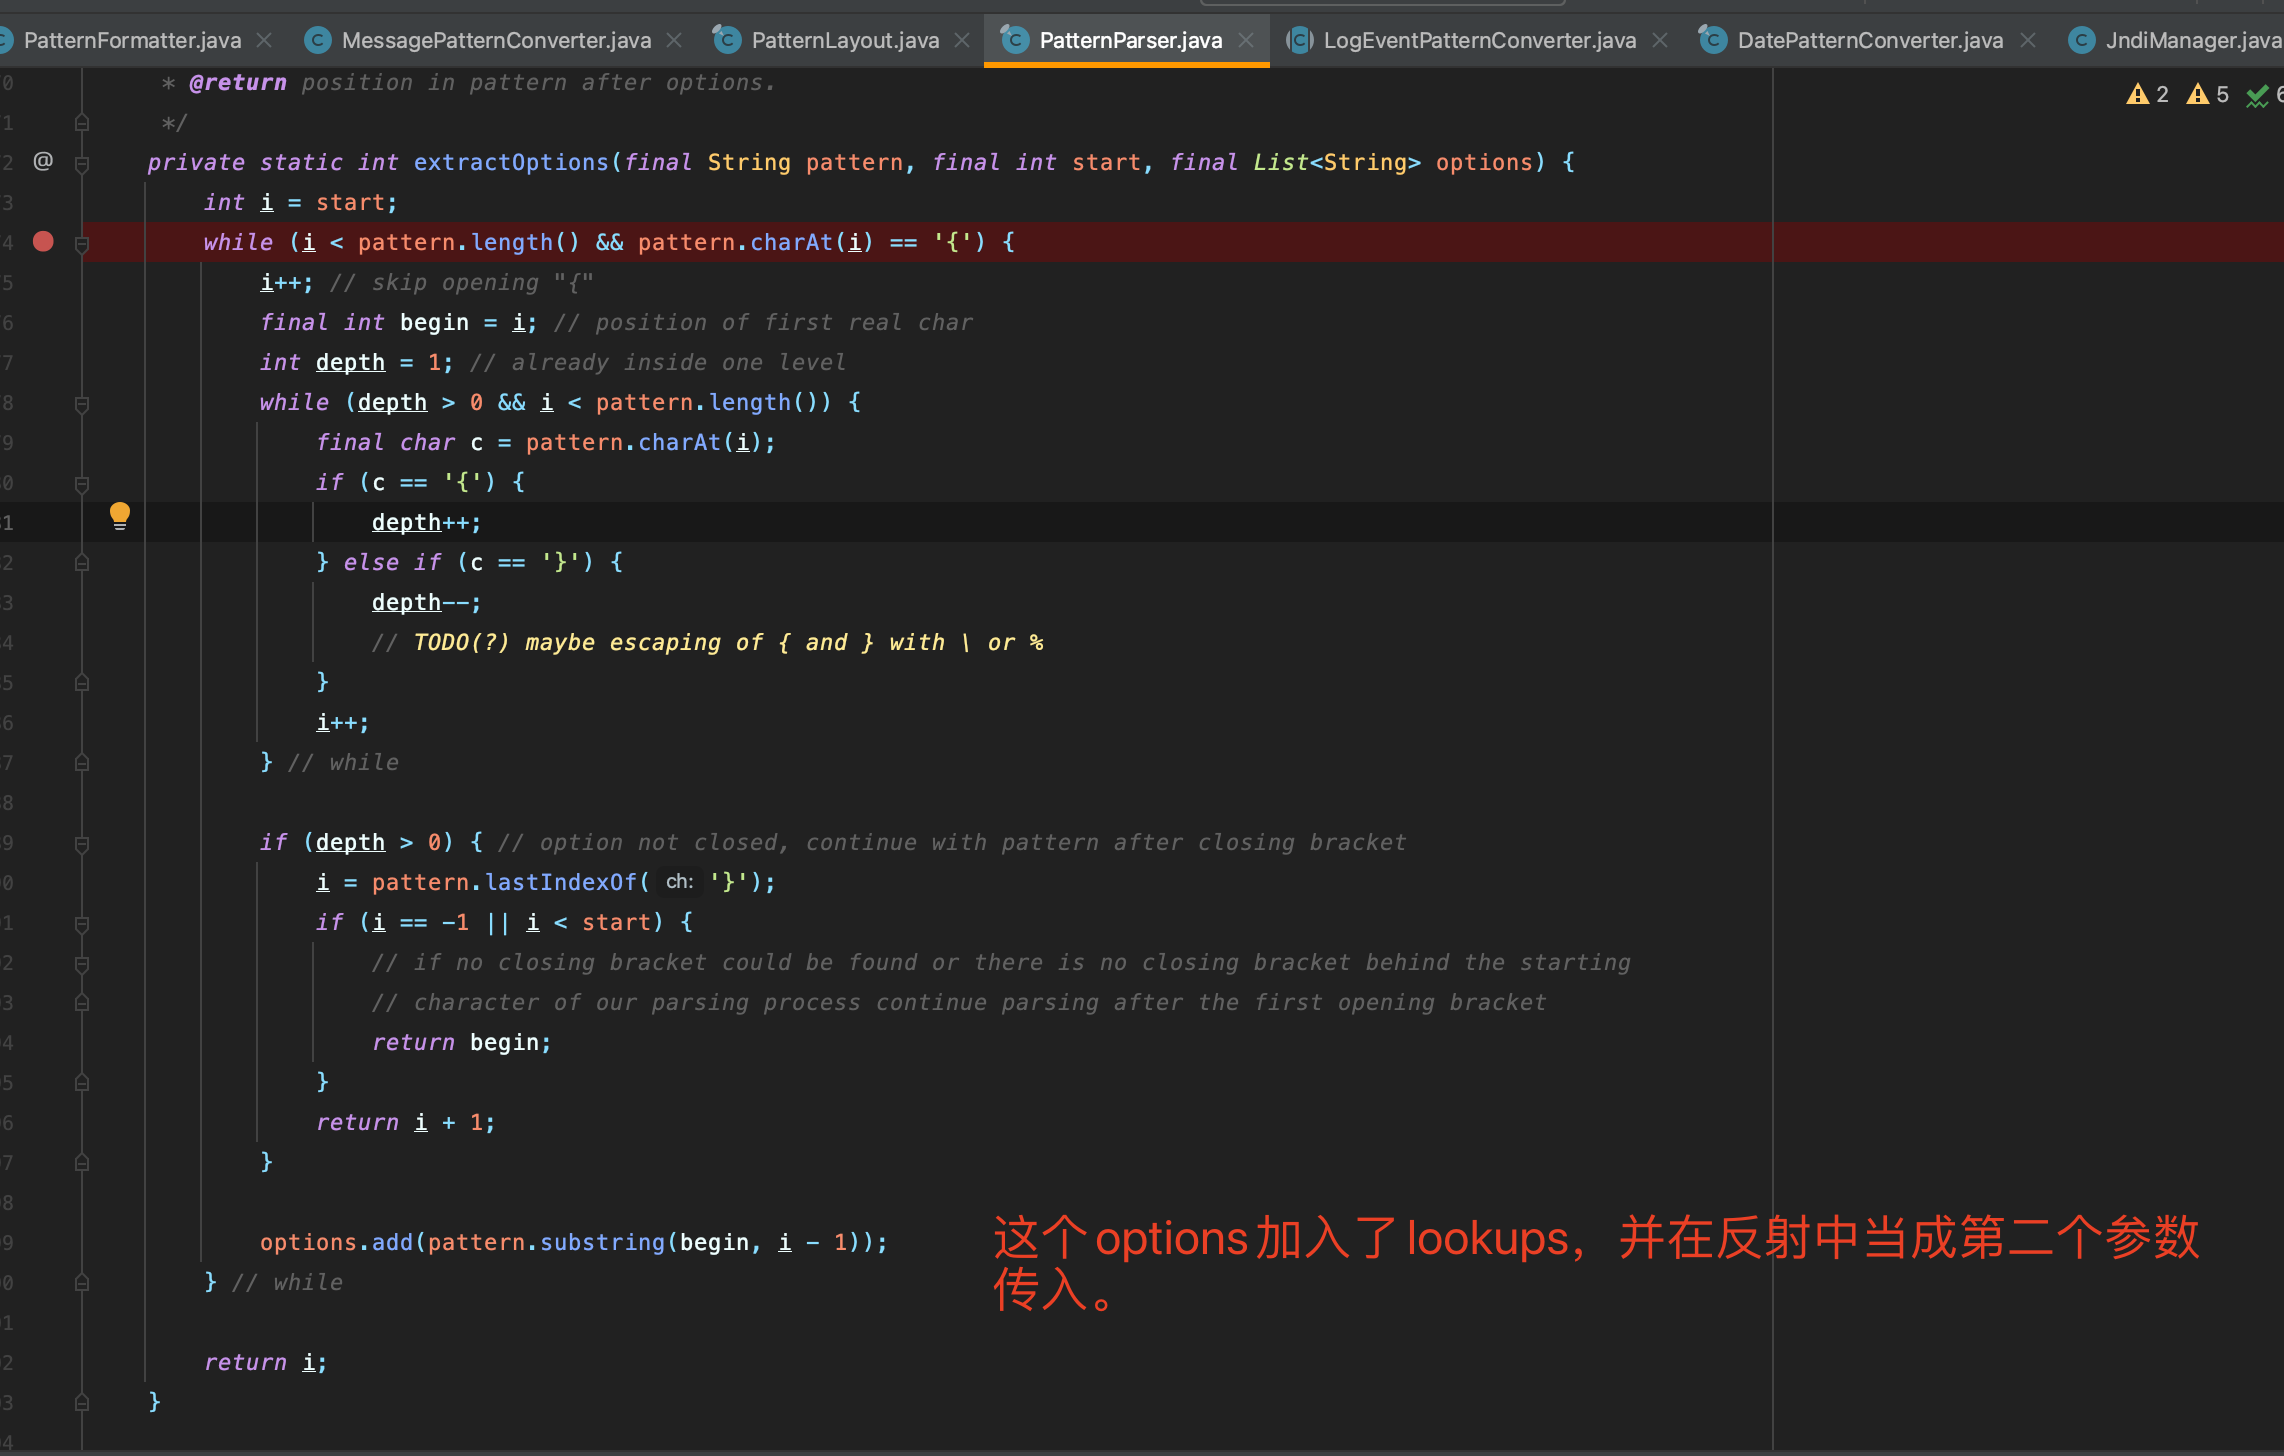 PatternFormatter.java MessagePatternConverter.java PatternLayout.java PatternParser.java LogEventPatternConverter.java DatePatternConverter.java JndiManager.java
* @return position in pattern after options.
2 5 6
*/
@ private static int extractOptions(final String pattern, final int start, final List<String> options) {
int i = start;
while (i < pattern.length() && pattern.charAt(i) == '{') {
i++; // skip opening "{"
final int begin = i; // position of first real char
int depth = 1; // already inside one level
while (depth > 0 && i < pattern.length()) {
final char c = pattern.charAt(i);
if (c == '{') {
depth++;
} else if (c == '}') {
depth--;
// TODO(?) maybe escaping of { and } with \ or %
}
i++;
} // while
if (depth > 0) { // option not closed, continue with pattern after closing bracket
i = pattern.lastIndexOf( ch: '}');
if (i == -1 || i < start) {
// if no closing bracket could be found or there is no closing bracket behind the starting
// character of our parsing process continue parsing after the first opening bracket
return begin;
}
return i + 1;
}
options.add(pattern.substring(begin, i - 1));
这个options加入了lookups，并在反射中当成第二个参数
传入。
} // while
return i;
}